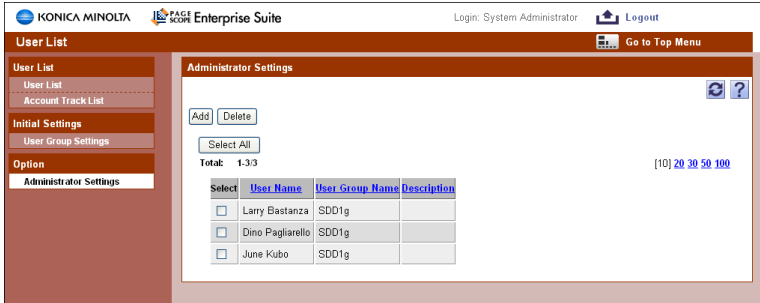 KONICA MINOLTA PAGE SCOPE Enterprise Suite Login: System Administrator Logout
User List Go to Top Menu
User List
User List
Account Track List
Initial Settings
User Group Settings
Option
Administrator Settings
Administrator Settings
?
Add Delete
Select All
Total: 1-3/3 [10] 20 30 50 100
Select User Name User Group Name Description
Larry Bastanza SDD1g
Dino Pagliarello SDD1g
June Kubo SDD1g